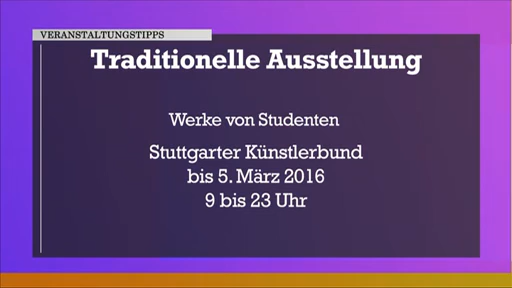 VERANSTALTUNGSTIPPS
Traditionelle Ausstellung
Werke von Studenten
Stuttgarter Künstlerbund
bis 5. März 2016
9 bis 23 Uhr